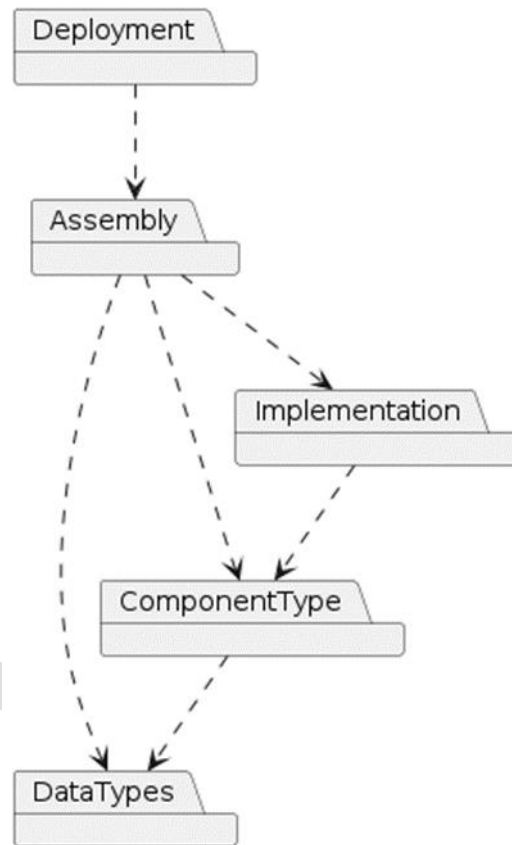 Deployment
Assembly
Implementation
ComponentType
DataTypes